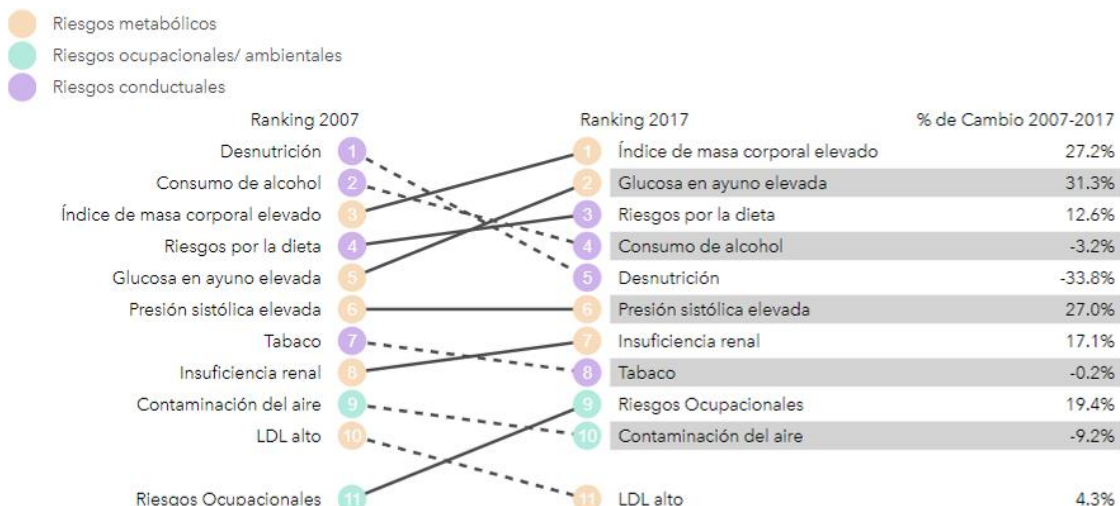 Riesgos metabólicos
Riesgos ocupacionales/ ambientales
Riesgos conductuales
Ranking 2007 Ranking 2017 % de Cambio 2007-2017
Desnutrición 1 1 Índice de masa corporal elevado 27.2%
Consumo de alcohol 2 2 Glucosa en ayuno elevada 31.3%
Índice de masa corporal elevado 3 3 Riesgos por la dieta 12.6%
Riesgos por la dieta 4 4 Consumo de alcohol -3.2%
Glucosa en ayuno elevada 5 5 Desnutrición -33.8%
Presión sistólica elevada 6 6 Presión sistólica elevada 27.0%
Tabaco 7 7 Insuficiencia renal 17.1%
Insuficiencia renal 8 8 Tabaco -0.2%
Contaminación del aire 9 9 Riesgos Ocupacionales 19.4%
LDL alto 10 10 Contaminación del aire -9.2%
Riesgos Ocupacionales 11 11 LDL alto 4.3%